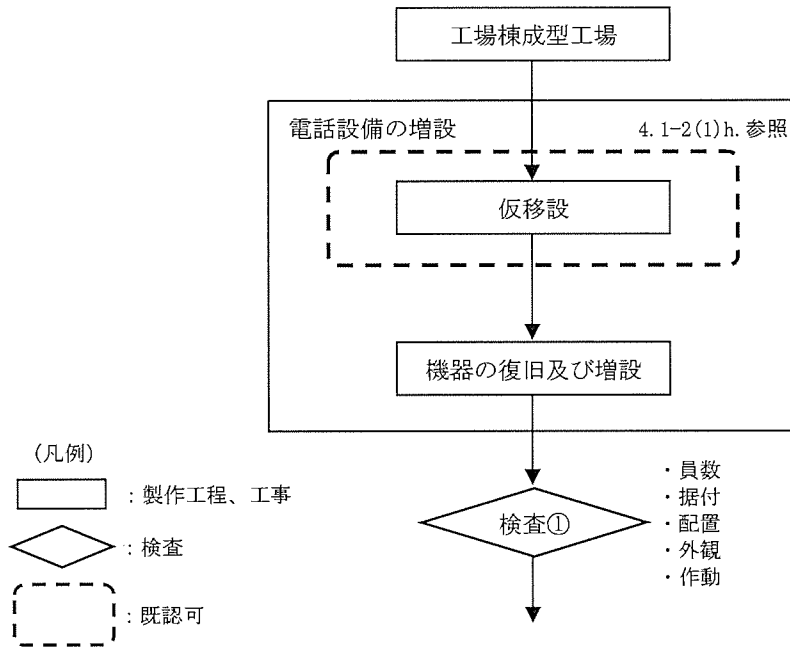 工場棟成型工場
電話設備の増設
4.1-2(1)h.参照
仮移設
機器の復旧及び増設
検査①
・員数
・据付
・配置
・外観
・作動
(凡例)
：製作工程、工事
：検査
：既認可